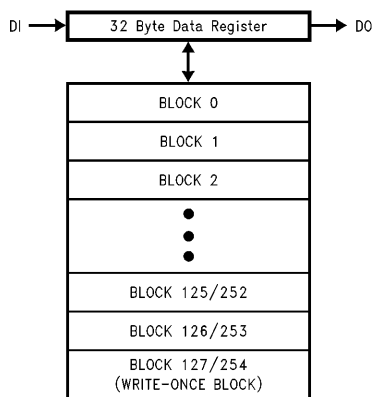 DI 32 Byte Data Register DO
BLOCK 0
BLOCK 1
BLOCK 2
BLOCK 125/252
BLOCK 126/253
BLOCK 127/254
(WRITE-ONCE BLOCK)